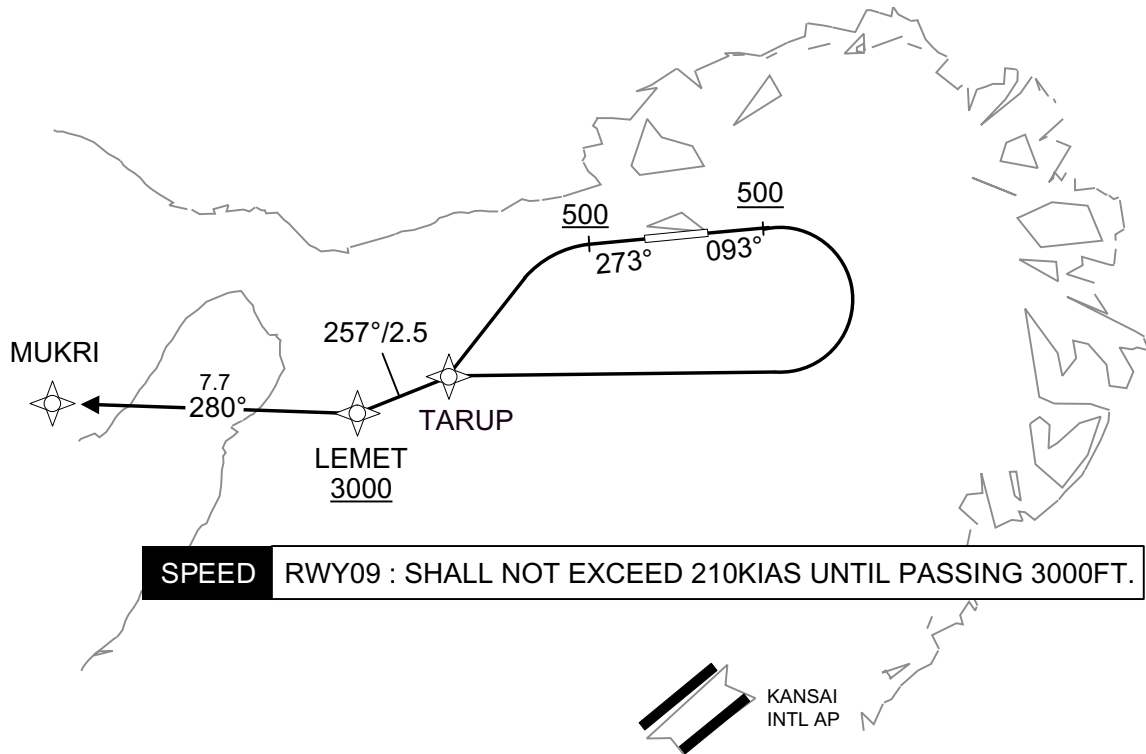 500
500
273°
093°
257°/2.5
MUKRI
7.7
280°
TARUP
LEMET
3000
SPEED
RWY09 : SHALL NOT EXCEED 210KIAS UNTIL PASSING 3000FT.
KANSAI
INTL AP